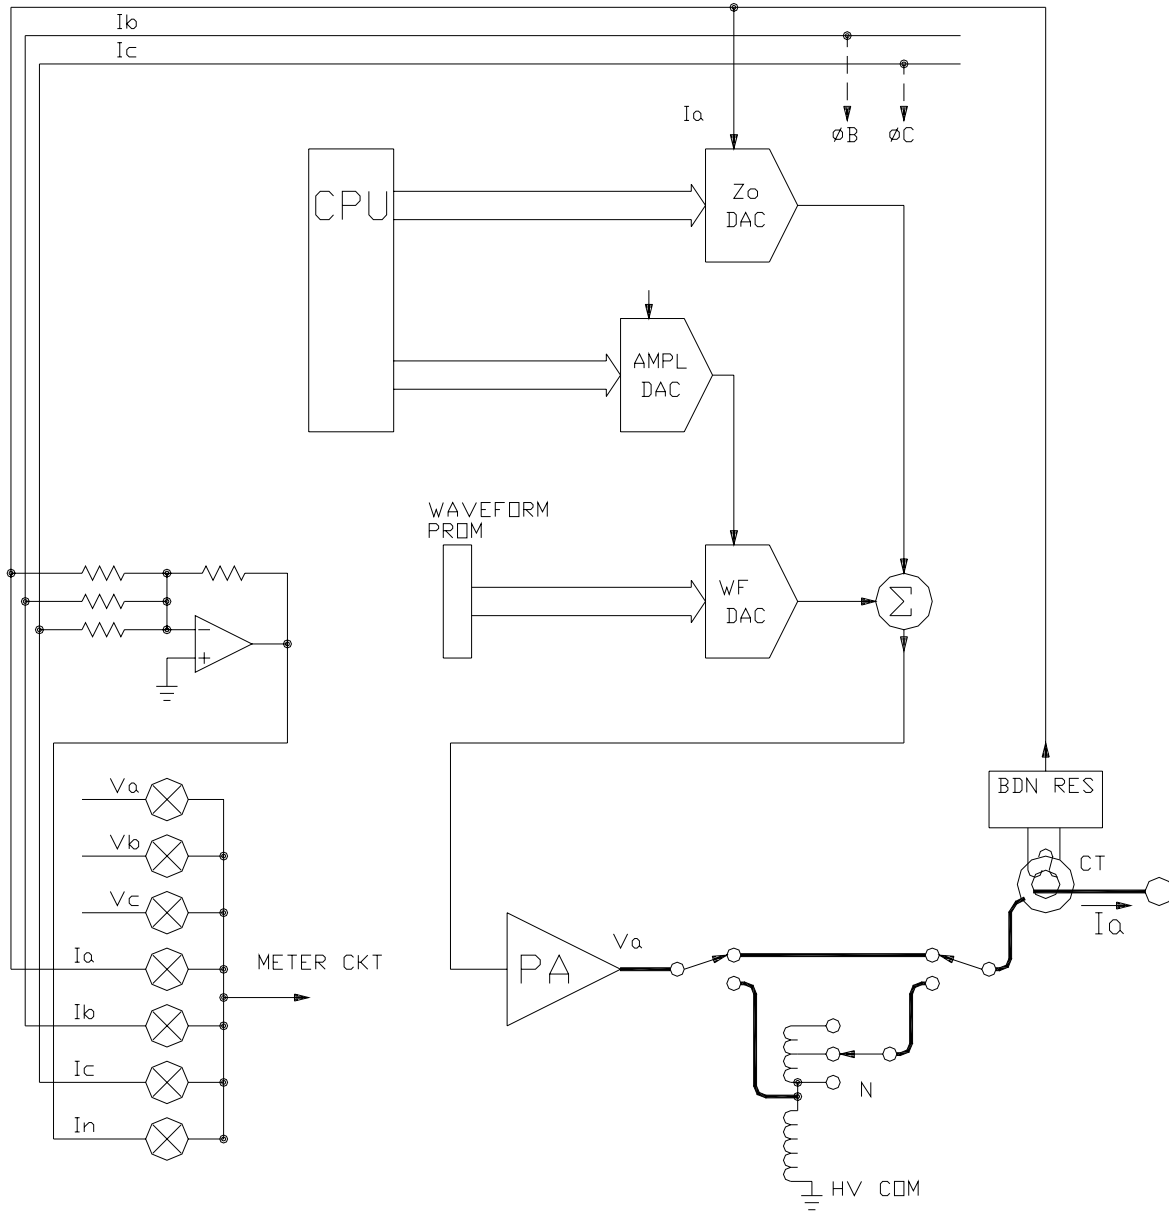 Ib
Ic
Ia
øB øC
CPU
Zo
DAC
AMPL
DAC
WAVEFORM
PROM
WF
DAC
Σ
−
+
Va
Vb
Vc
Ia
Ib
Ic
In
METER CKT
BDN RES
CT
Ia
Va
PA
N
HV COM